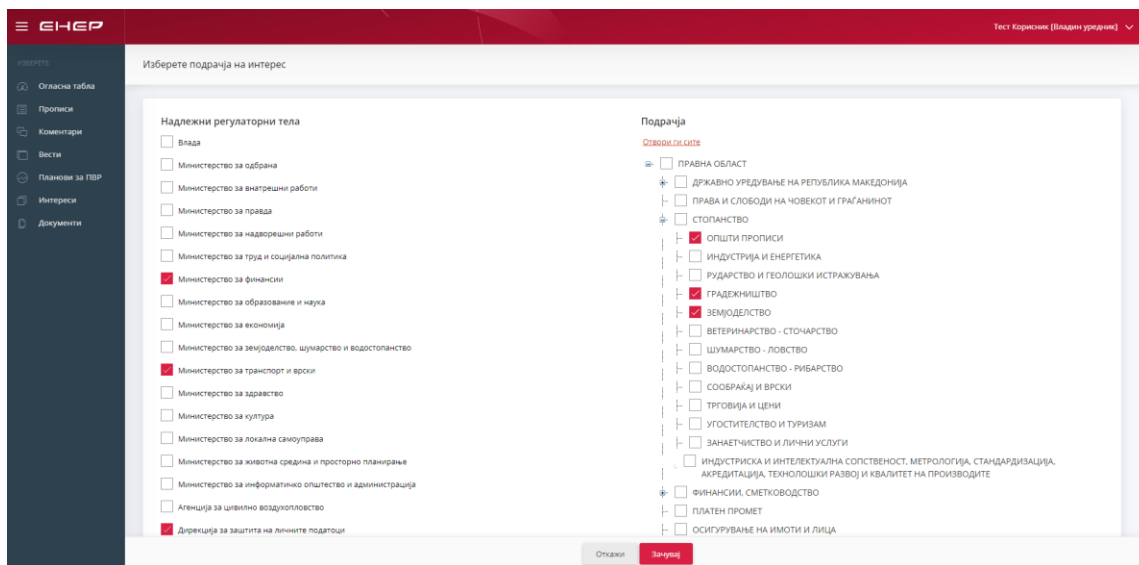 ЕНЕР
Тест Корисник [Владин уредник]
ИЗБЕРЕТЕ
Огласна табла
Прописи
Коментари
Вести
Планови за ПВР
Интереси
Документи
Изберете подрачја на интерес
Надлежни регулаторни тела
Влада
Министерство за одбрана
Министерство за внатрешни работи
Министерство за правда
Министерство за надворешни работи
Министерство за труд и социјална политика
Министерство за финансии
Министерство за образование и наука
Министерство за економија
Министерство за земјоделство, шумарство и водостопанство
Министерство за транспорт и врски
Министерство за здравство
Министерство за култура
Министерство за локална самоуправа
Министерство за животна средина и просторно планирање
Министерство за информатичко општество и администрација
Агенција за цивилно воздухопловство
Дирекција за заштита на личните податоци
Подрачја
Отвори ги сите
ПРАВНА ОБЛАСТ
ДРЖАВНО УРЕДУВАЊЕ НА РЕПУБЛИКА МАКЕДОНИЈА
ПРАВА И СЛОБОДИ НА ЧОВЕКОТ И ГРАЃАНИНОТ
СТОПАНСТВО
ОПШТИ ПРОПИСИ
ИНДУСТРИЈА И ЕНЕРГЕТИКА
РУДАРСТВО И ГЕОЛОШКИ ИСТРАЖУВАЊА
ГРАДЕЖНИШТВО
ЗЕМЈОДЕЛСТВО
ВЕТЕРИНАРСТВО - СТОЧАРСТВО
ШУМАРСТВО - ЛОВСТВО
ВОДОСТОПАНСТВО - РИБАРСТВО
СООБРАЌАЈ И ВРСКИ
ТРГОВИЈА И ЦЕНИ
УГОСТИТЕЛСТВО И ТУРИЗАМ
ЗАНАЕТЧИСТВО И ЛИЧНИ УСЛУГИ
ИНДУСТРИСКА И ИНТЕЛЕКТУАЛНА СОПСТВЕНОСТ, МЕТРОЛОГИЈА, СТАНДАРДИЗАЦИЈА,
АКРЕДИТАЦИЈА, ТЕХНОЛОШКИ РАЗВОЈ И КВАЛИТЕТ НА ПРОИЗВОДИТЕ
ФИНАНСИИ, СМЕТКОВОДСТВО
ПЛАТЕН ПРОМЕТ
ОСИГУРУВАЊЕ НА ИМОТИ И ЛИЦА
Откажи
Зачувај